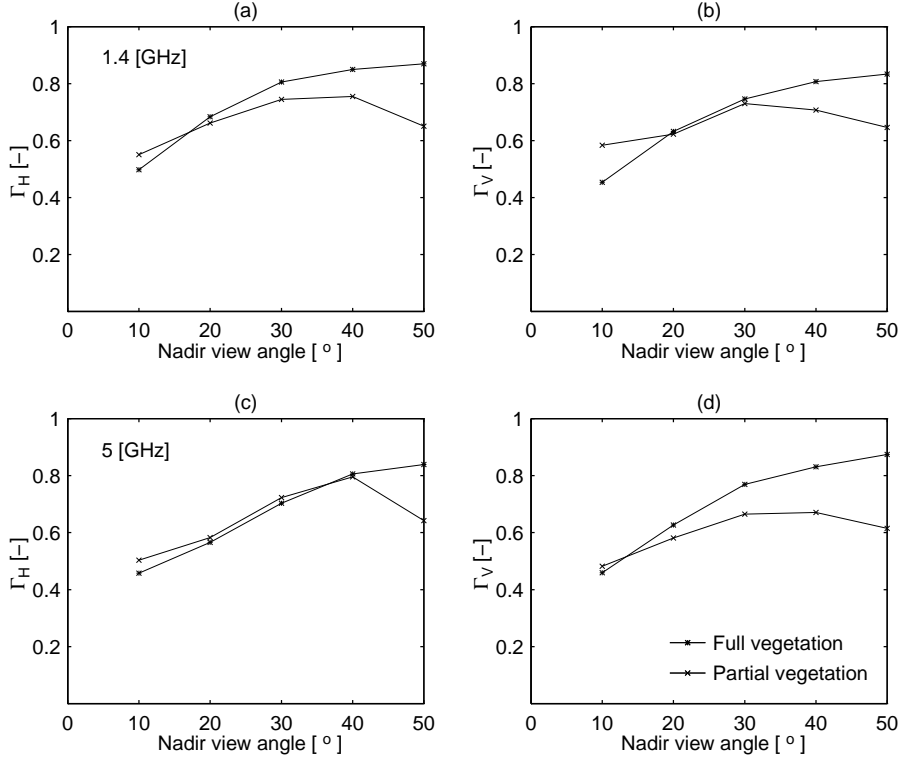 (a)
1
0.8
0.6
0.4
0.2
0 10 20 30 40 50
1.4 [GHz]
Γ_H [−]
Nadir view angle [ ° ]
(b)
1
0.8
0.6
0.4
0.2
0 10 20 30 40 50
Γ_V [−]
Nadir view angle [ ° ]
(c)
1
0.8
0.6
0.4
0.2
0 10 20 30 40 50
5 [GHz]
Γ_H [−]
Nadir view angle [ ° ]
(d)
1
0.8
0.6
0.4
0.2
0 10 20 30 40 50
Γ_V [−]
Full vegetation
Partial vegetation
Nadir view angle [ ° ]